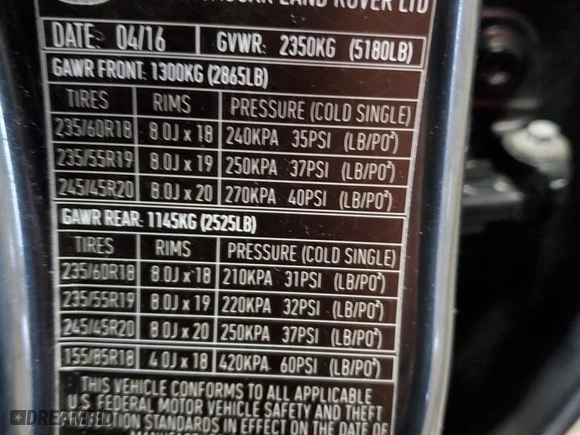 LAND ROVER LTD
DATE: 04/16 GVWR: 2350KG (5180LB)
GAWR FRONT: 1300KG (2865LB)
TIRES RIMS PRESSURE (COLD SINGLE)
235/60R18 8.0J x 18 240KPA 35PSI (LB/PO²)
235/55R19 8.0J x 19 250KPA 37PSI (LB/PO²)
245/45R20 8.0J x 20 270KPA 40PSI (LB/PO²)
GAWR REAR: 1145KG (2525LB)
TIRES RIMS PRESSURE (COLD SINGLE)
235/60R18 8.0J x 18 210KPA 31PSI (LB/PO²)
235/55R19 8.0J x 19 220KPA 32PSI (LB/PO²)
245/45R20 8.0J x 20 250KPA 37PSI (LB/PO²)
155/85R18 4.0J x 18 420KPA 60PSI (LB/PO²)
THIS VEHICLE CONFORMS TO ALL APPLICABLE
U.S. FEDERAL MOTOR VEHICLE SAFETY AND THEFT
STANDARDS IN EFFECT ON THE DATE OF